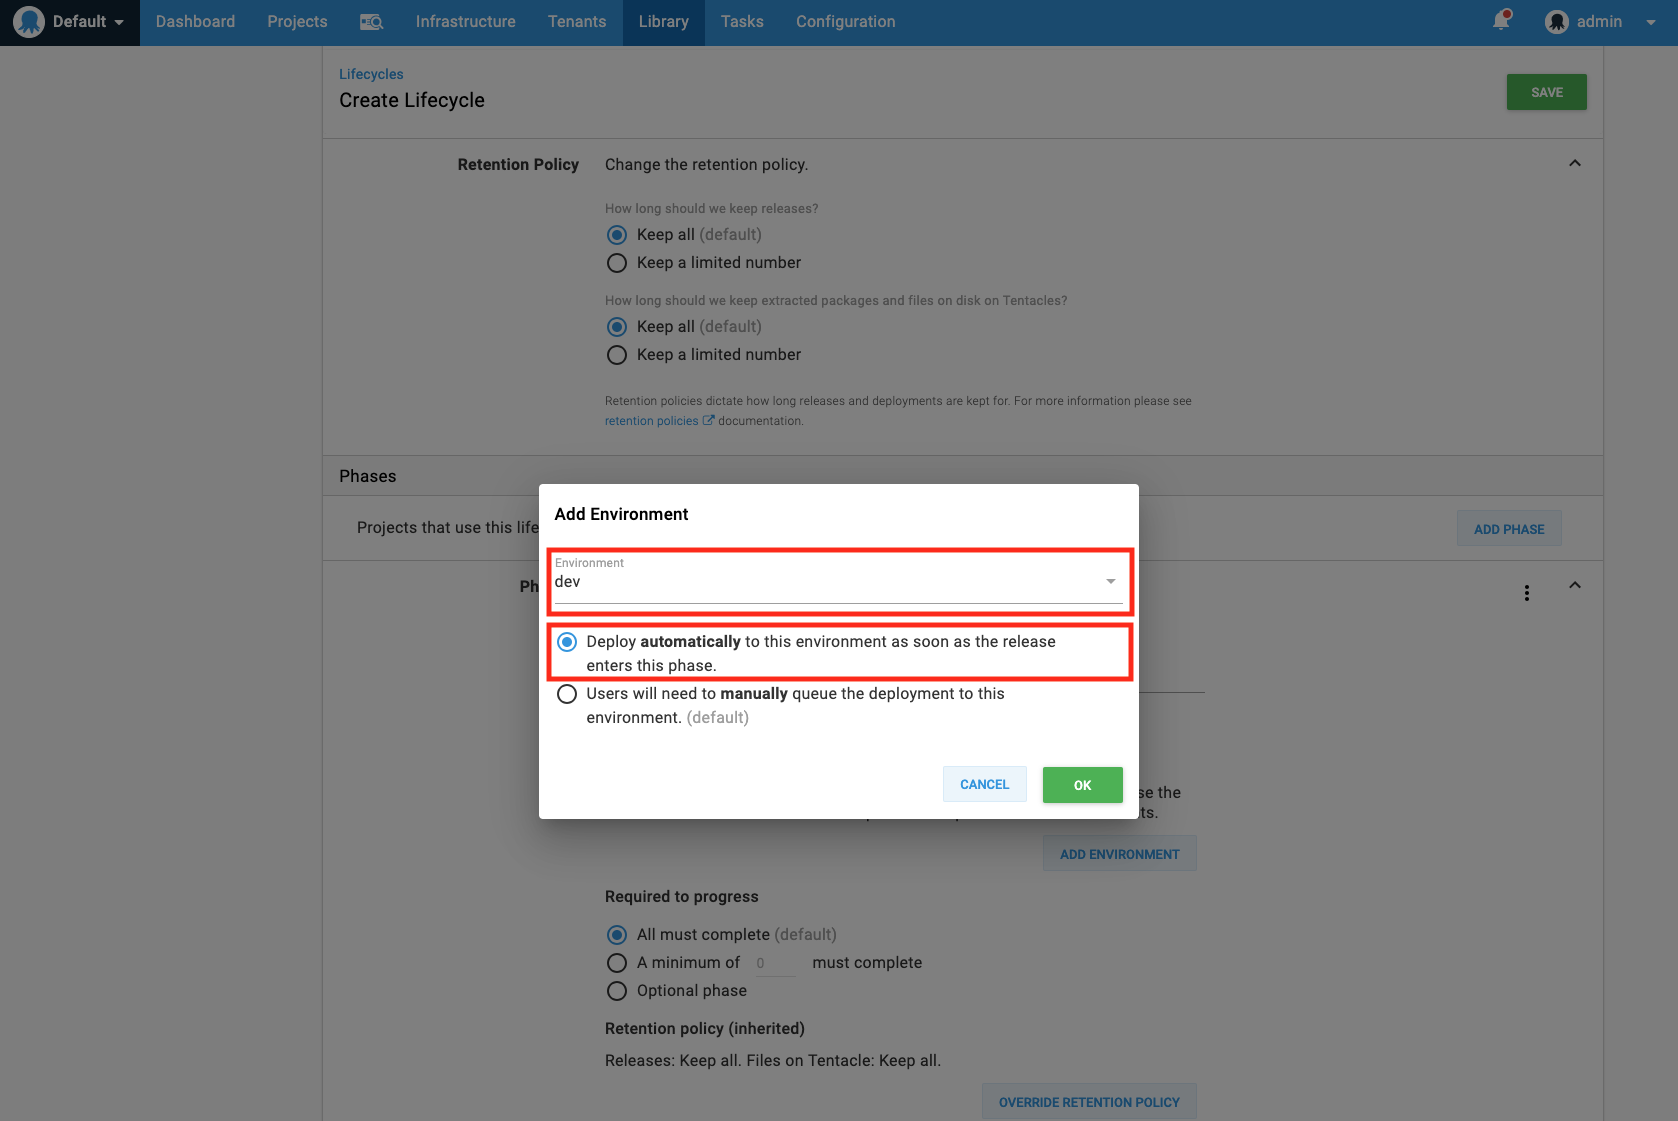 Default Dashboard Projects Infrastructure Tenants Library Tasks Configuration admin
Lifecycles
Create Lifecycle
SAVE
Retention Policy Change the retention policy.
How long should we keep releases?
Keep all (default)
Keep a limited number
How long should we keep extracted packages and files on disk on Tentacles?
Keep all (default)
Keep a limited number
Retention policies dictate how long releases and deployments are kept for. For more information please see
retention policies documentation.
Phases
Projects that use this life
ADD PHASE
Add Environment
Environment
dev
Deploy automatically to this environment as soon as the release
enters this phase.
Users will need to manually queue the deployment to this
environment. (default)
CANCEL OK
the
ADD ENVIRONMENT
Required to progress
All must complete (default)
A minimum of 0 must complete
Optional phase
Retention policy (inherited)
Releases: Keep all. Files on Tentacle: Keep all.
OVERRIDE RETENTION POLICY